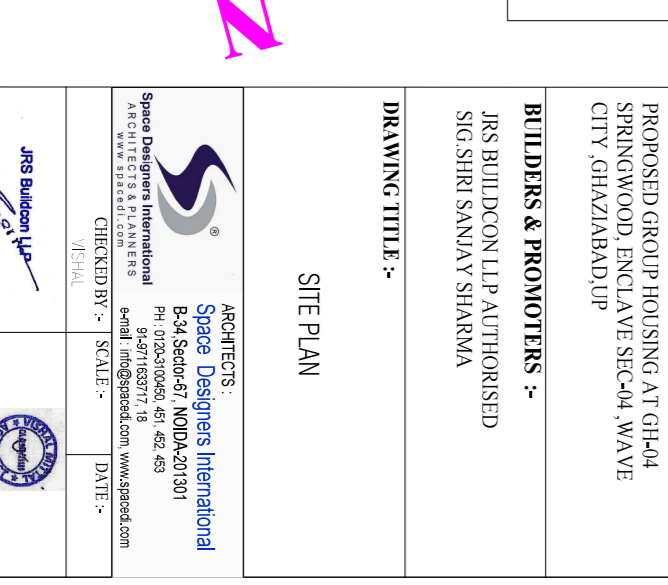 N
PROPOSED GROUP HOUSING AT GH-04
SPRINGWOOD, ENCLAVE SEC-04 ,WAVE
CITY ,GHAZIABAD,UP
BUILDERS & PROMOTERS :-
JRS BUILDCON LLP AUTHORISED
SIG.SHRI SANJAY SHARMA
DRAWING TITLE :-
SITE PLAN
®
Space Designers International
ARCHITECTS & PLANNERS
www.spacedi.com
ARCHITECTS :
Space Designers International
B-34,Sector-67, NOIDA-201301
PH : 0120-3100450, 451, 452, 453
91-9711633717, 18
e-mail : info@spacedi.com, www.spacedi.com
CHECKED BY :-
VISHAL
SCALE :-
DATE :-
JRS Buildcon LLP
VISHAL MITTAL